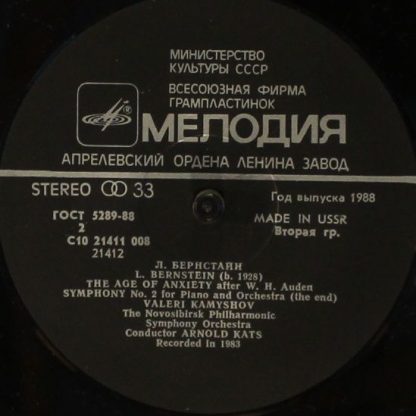 МИНИСТЕРСТВО
КУЛЬТУРЫ СССР
ВСЕСОЮЗНАЯ ФИРМА
ГРАМПЛАСТИНОК
МЕЛОДИЯ
АПРЕЛЕВСКИЙ ОРДЕНА ЛЕНИНА ЗАВОД
STEREO 33
Год выпуска 1988
ГОСТ 5289-88
MADE IN USSR
2
Вторая гр.
С10 21411 008
21412
Л. БЕРНСТАЙН
L. BERNSTEIN (b. 1928)
THE AGE OF ANXIETY after W. H. Auden
SYMPHONY No. 2 for Piano and Orchestra (the end)
VALERI KAMYSHOV
The Novosibirsk Philharmonic
Symphony Orchestra
Conductor ARNOLD KATS
Recorded in 1983